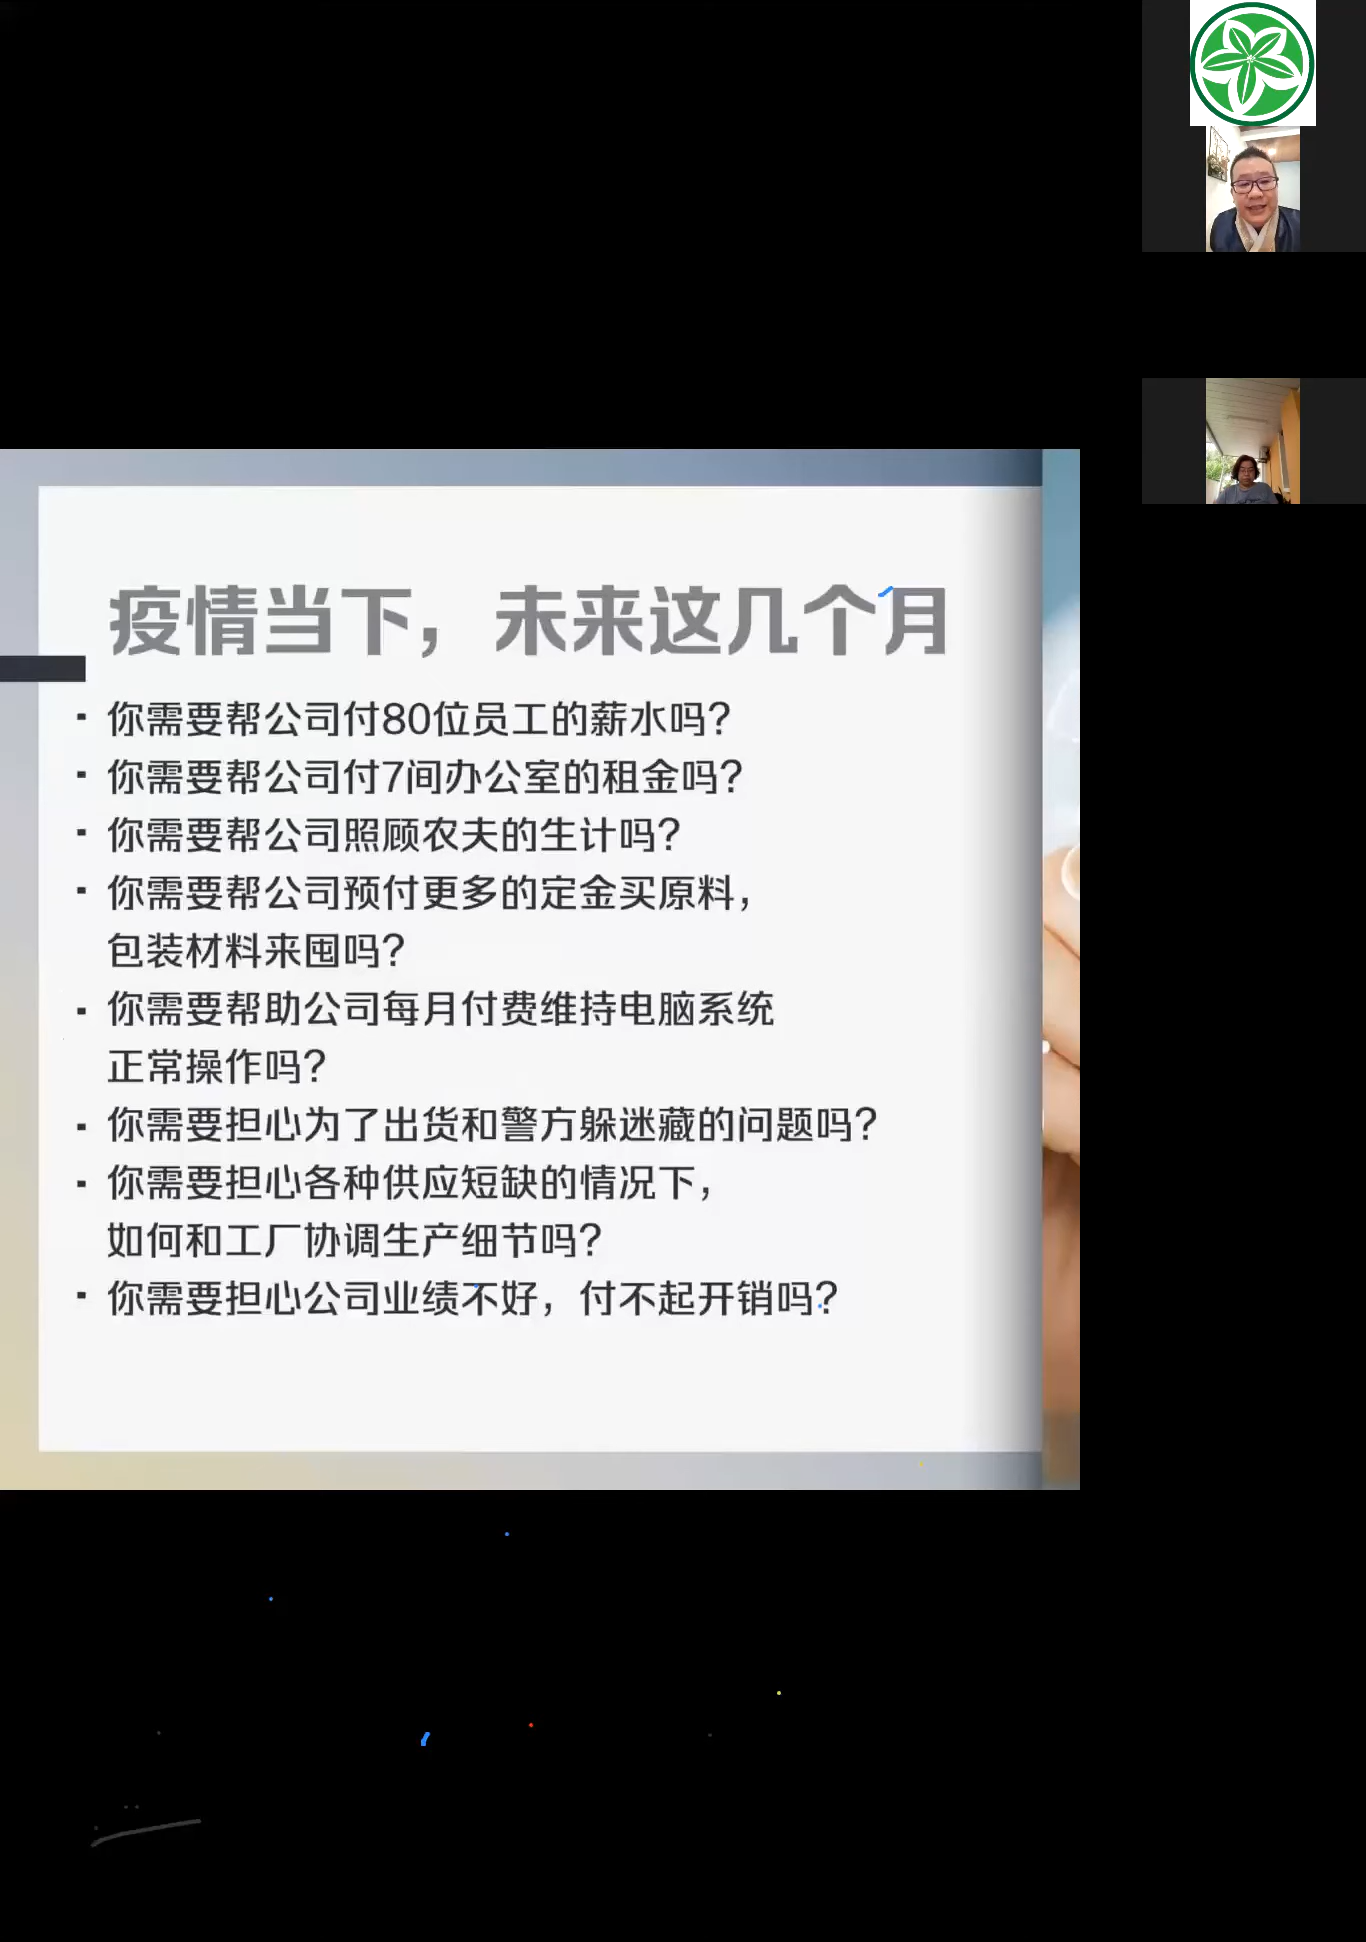 疫情当下，未来这几个月
▪ 你需要帮公司付80位员工的薪水吗？
▪ 你需要帮公司付7间办公室的租金吗？
▪ 你需要帮公司照顾农夫的生计吗？
▪ 你需要帮公司预付更多的定金买原料，
包装材料来囤吗？
▪ 你需要帮助公司每月付费维持电脑系统
正常操作吗？
▪ 你需要担心为了出货和警方躲迷藏的问题吗？
▪ 你需要担心各种供应短缺的情况下，
如何和工厂协调生产细节吗？
▪ 你需要担心公司业绩不好，付不起开销吗？